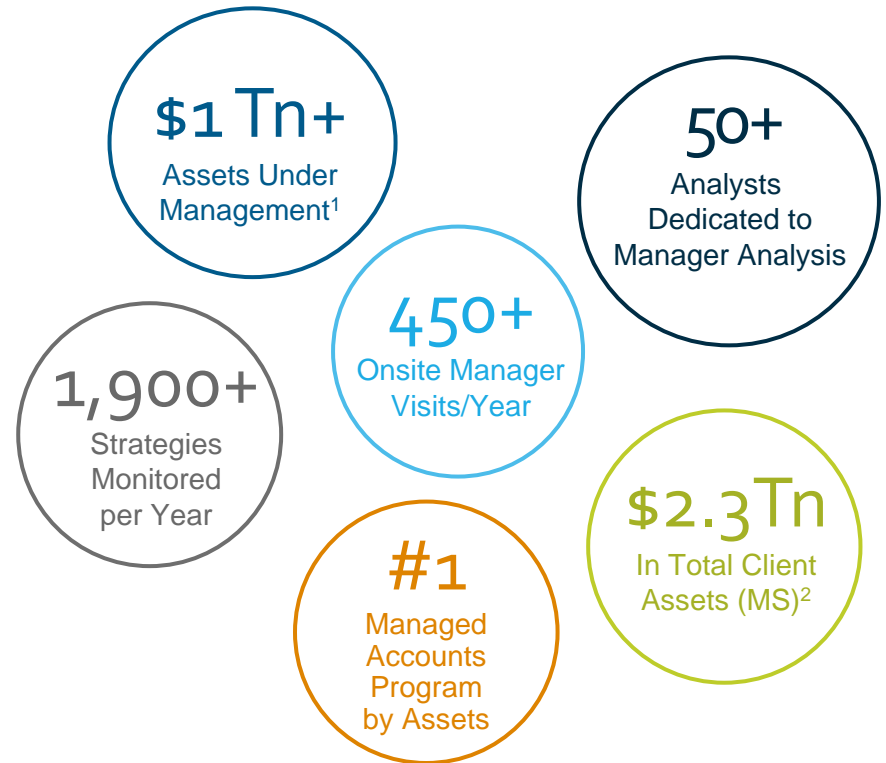 $1 Tn+
Assets Under
Management¹
50+
Analysts
Dedicated to
Manager Analysis
450+
Onsite Manager
Visits/Year
1,900+
Strategies
Monitored
per Year
$2.3Tn
In Total Client
Assets (MS)²
#1
Managed
Accounts
Program
by Assets